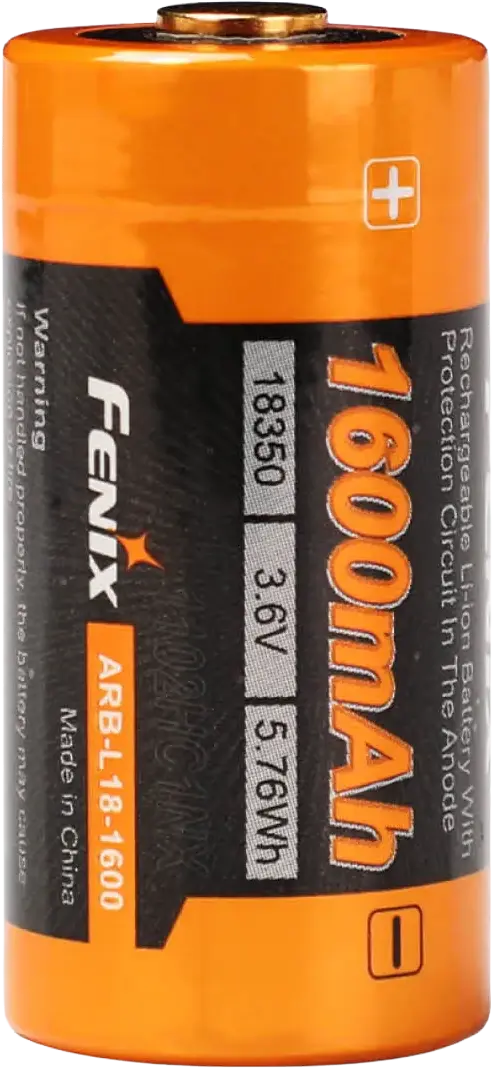 Rechargeable Li-ion Battery With
Protection Circuit In The Anode
1600mAh
18350 3.6V 5.76Wh
FENIX
ARB-L18-1600
Made in China
Warning
If not handled properly, the battery may cause
+
-